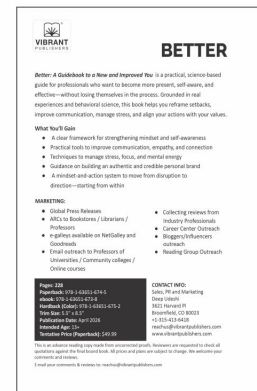 VIBRANT
PUBLISHERS
BETTER
Better: A Guidebook to a New and Improved You is a practical, science-based
guide for professionals who want to become more present, self-aware, and
effective—without losing themselves in the process. Grounded in real
experiences and behavioral science, this book helps you reframe setbacks,
improve communication, manage stress, and align your actions with your values.
What You'll Gain
● A clear framework for strengthening mindset and self-awareness
● Practical tools to improve communication, empathy, and connection
● Techniques to manage stress, focus, and mental energy
● Guidance on building an authentic and credible personal brand
● A mindset-and-action system to move from disruption to
direction—starting from within
MARKETING:
● Global Press Releases
● ARCs to Bookstores / Librarians /
Professors
● e-galleys available on NetGalley and
Goodreads
● Email outreach to Professors of
Universities / Community colleges /
Online courses
● Collecting reviews from
Industry Professionals
● Career Center Outreach
● Bloggers/Influencers
outreach
● Reading Group Outreach
Pages: 228
Paperback: 978-1-63651-674-5
ebook: 978-1-63651-673-8
Hardback (Color): 978-1-63651-675-2
Trim Size: 5.5" x 8.5"
Publication Date: April 2026
Intended Age: 15+
Tentative Price (Paperback): $49.99
CONTACT INFO:
Sales, PR and Marketing
Deep Udeshi
3621 Harvard Pl
Broomfield, CO 80023
+1-315-413-6418
reachus@vibrantpublishers.com
vibrantpublishers.com
This is an advance reading copy made from uncorrected proofs. Reviewers are requested to check all
quotations against the final bound book. All prices and plans are subject to change. We welcome your
comments and reviews.
E-mail your comments & reviews to: reachus@vibrantpublishers.com